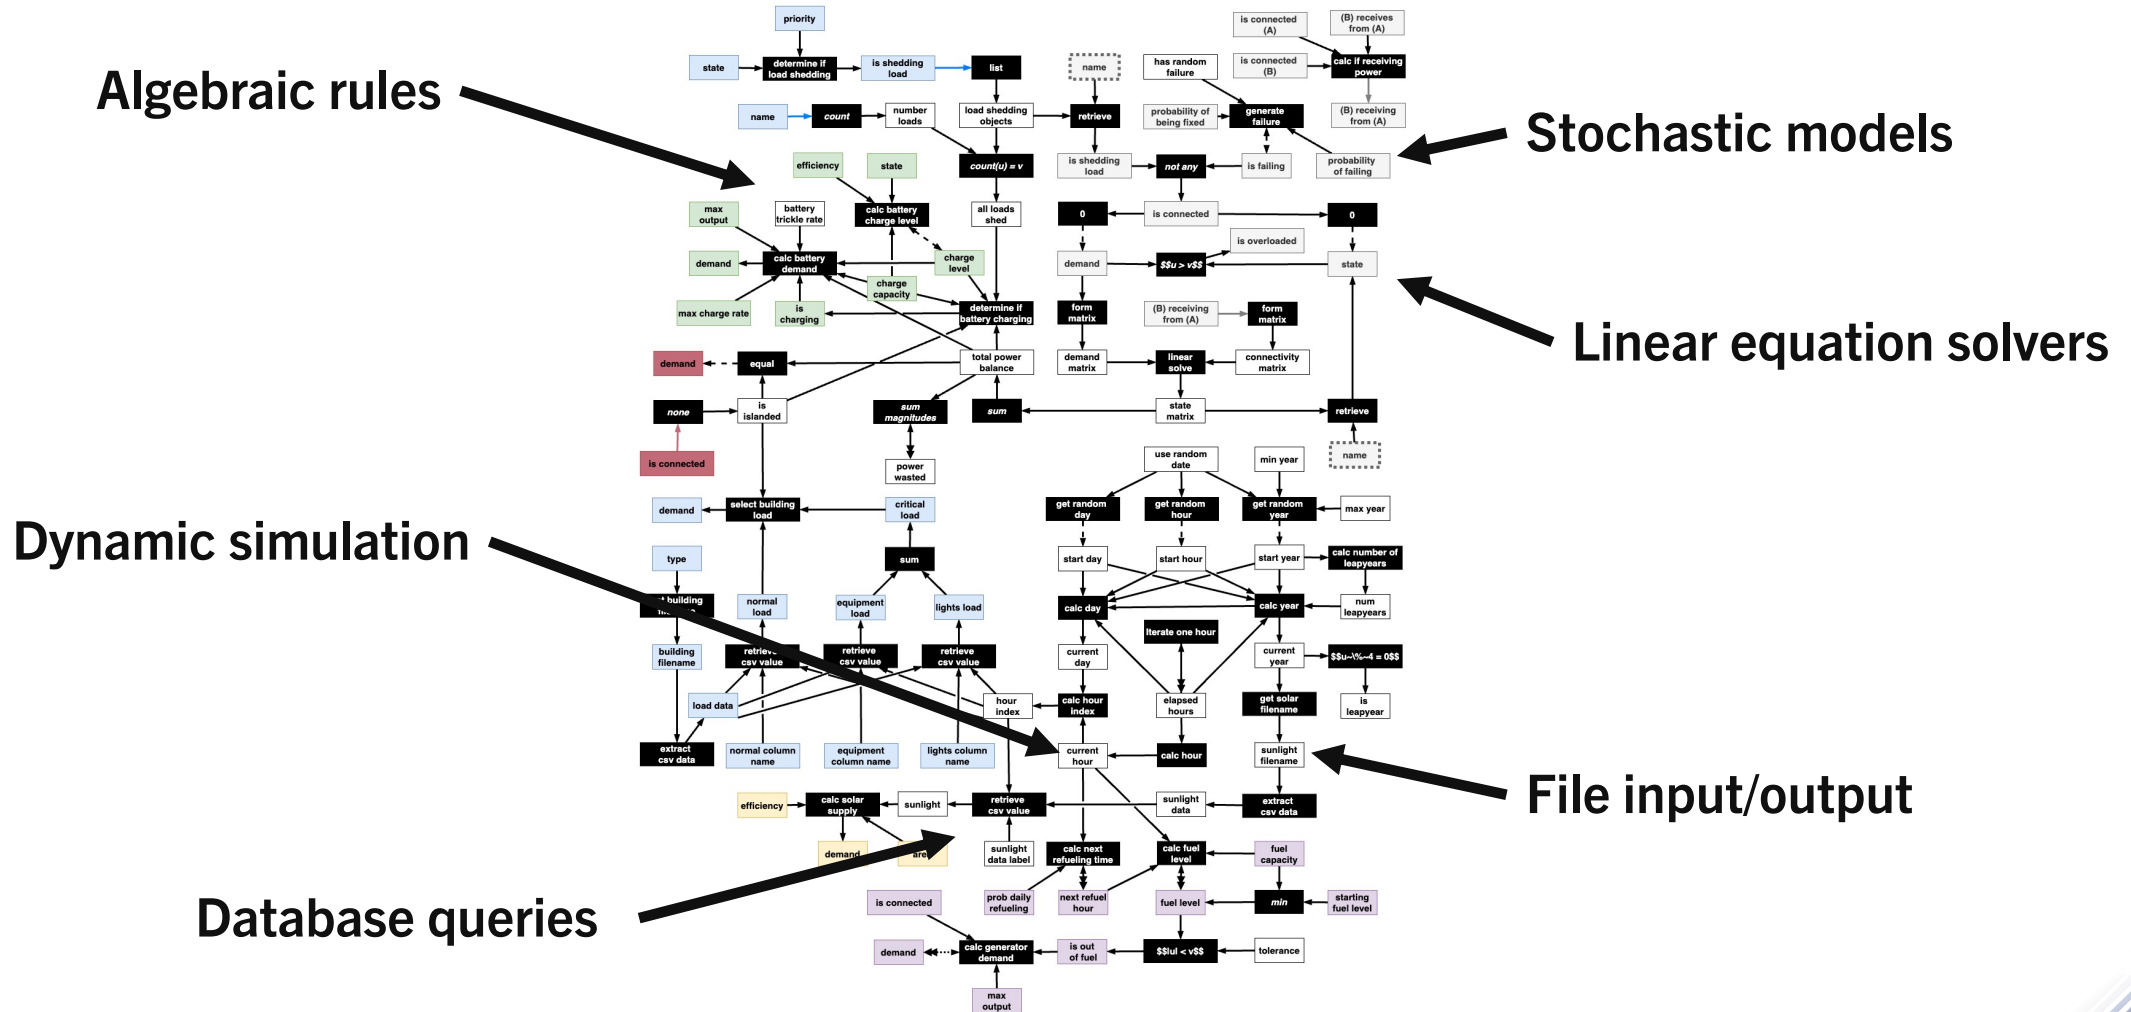 priority
is connected
(A)
(B) receives
from (A)
state
determine if
load shedding
is shedding
load
list
name
has random
failure
is connected
(B)
calc if receiving
power
Algebraic rules
name
count
number
loads
load shedding
objects
retrieve
probability of
being fixed
generate
failure
(B) receiving
from (A)
Stochastic models
efficiency
state
count(u) = v
is shedding
load
not any
is failing
probability
of failing
max
output
battery
trickle rate
calc battery
charge level
all loads
shed
0
is connected
0
is overloaded
demand
calc battery
demand
charge
level
demand
$$u > v$$
state
charge
capacity
max charge rate
is
charging
determine if
battery charging
form
matrix
(B) receiving
from (A)
form
matrix
Linear equation solvers
demand
equal
total power
balance
demand
matrix
linear
solve
connectivity
matrix
none
is
islanded
sum
magnitudes
sum
state
matrix
retrieve
is connected
power
wasted
use random
date
min year
name
demand
select building
load
critical
load
get random
day
get random
hour
get random
year
max year
Dynamic simulation
type
sum
start day
start hour
start year
calc number of
leapyears
building
normal
load
equipment
load
lights load
calc day
calc year
num
leapyears
Iterate one hour
building
filename
retrieve
csv value
retrieve
csv value
retrieve
csv value
current
day
current
year
$$u~\%~4 = 0$$
load data
hour
index
calc hour
index
elapsed
hours
get solar
filename
is
leapyear
extract
csv data
normal column
name
equipment
column name
lights column
name
current
hour
calc hour
sunlight
filename
File input/output
efficiency
calc solar
supply
sunlight
retrieve
csv value
sunlight
data
extract
csv data
demand
sunlight
data label
calc next
refueling time
calc fuel
level
fuel
capacity
Database queries
is connected
prob daily
refueling
next refuel
hour
fuel level
min
starting
fuel level
demand
calc generator
demand
is out
of fuel
$$|u| < v$$
tolerance
max
output